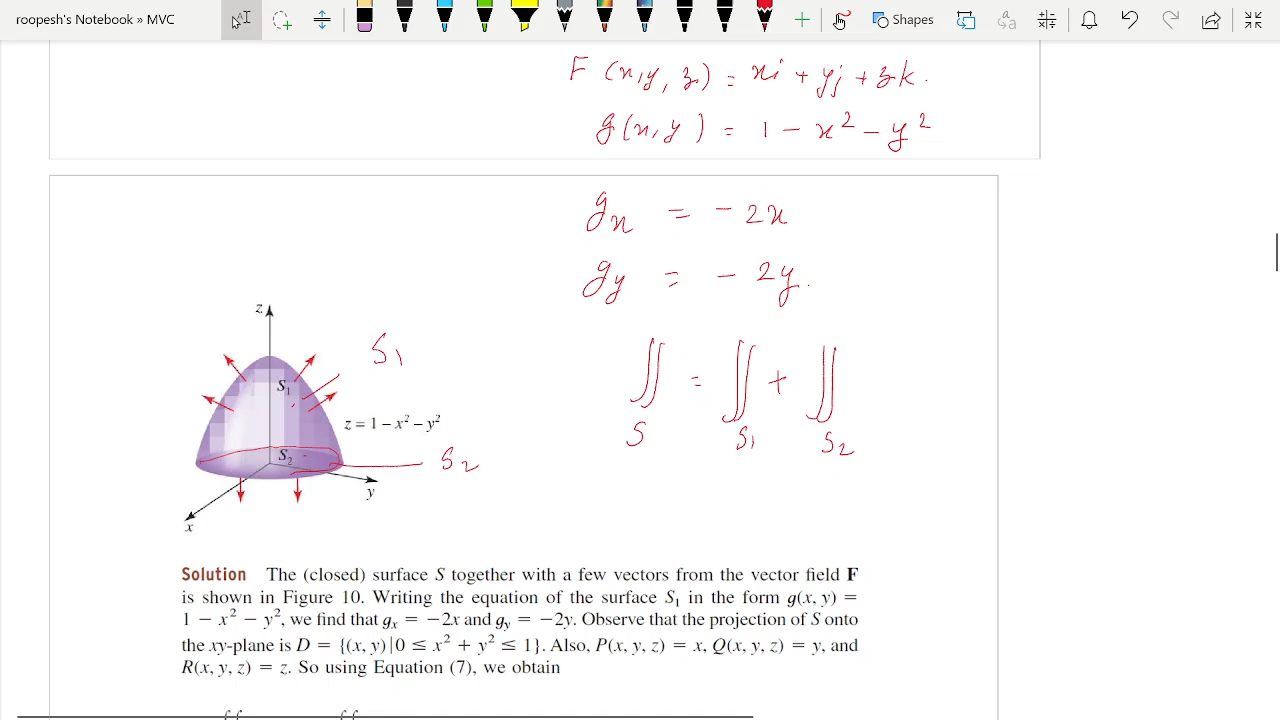 roopesh's Notebook » MVC
Shapes
F (x, y, z) = xi + yj + zk.
g(x, y) = 1 - x² - y²
gx = - 2x
gy = - 2y.
∬S = ∬S1 + ∬S2
z
S1
S1
z = 1 − x² − y²
S2
S2
y
x
Solution The (closed) surface S together with a few vectors from the vector field F
is shown in Figure 10. Writing the equation of the surface S₁ in the form g(x, y) =
1 − x² − y², we find that gx = −2x and gy = −2y. Observe that the projection of S onto
the xy-plane is D = {(x, y)|0 ≤ x² + y² ≤ 1}. Also, P(x, y, z) = x, Q(x, y, z) = y, and
R(x, y, z) = z. So using Equation (7), we obtain